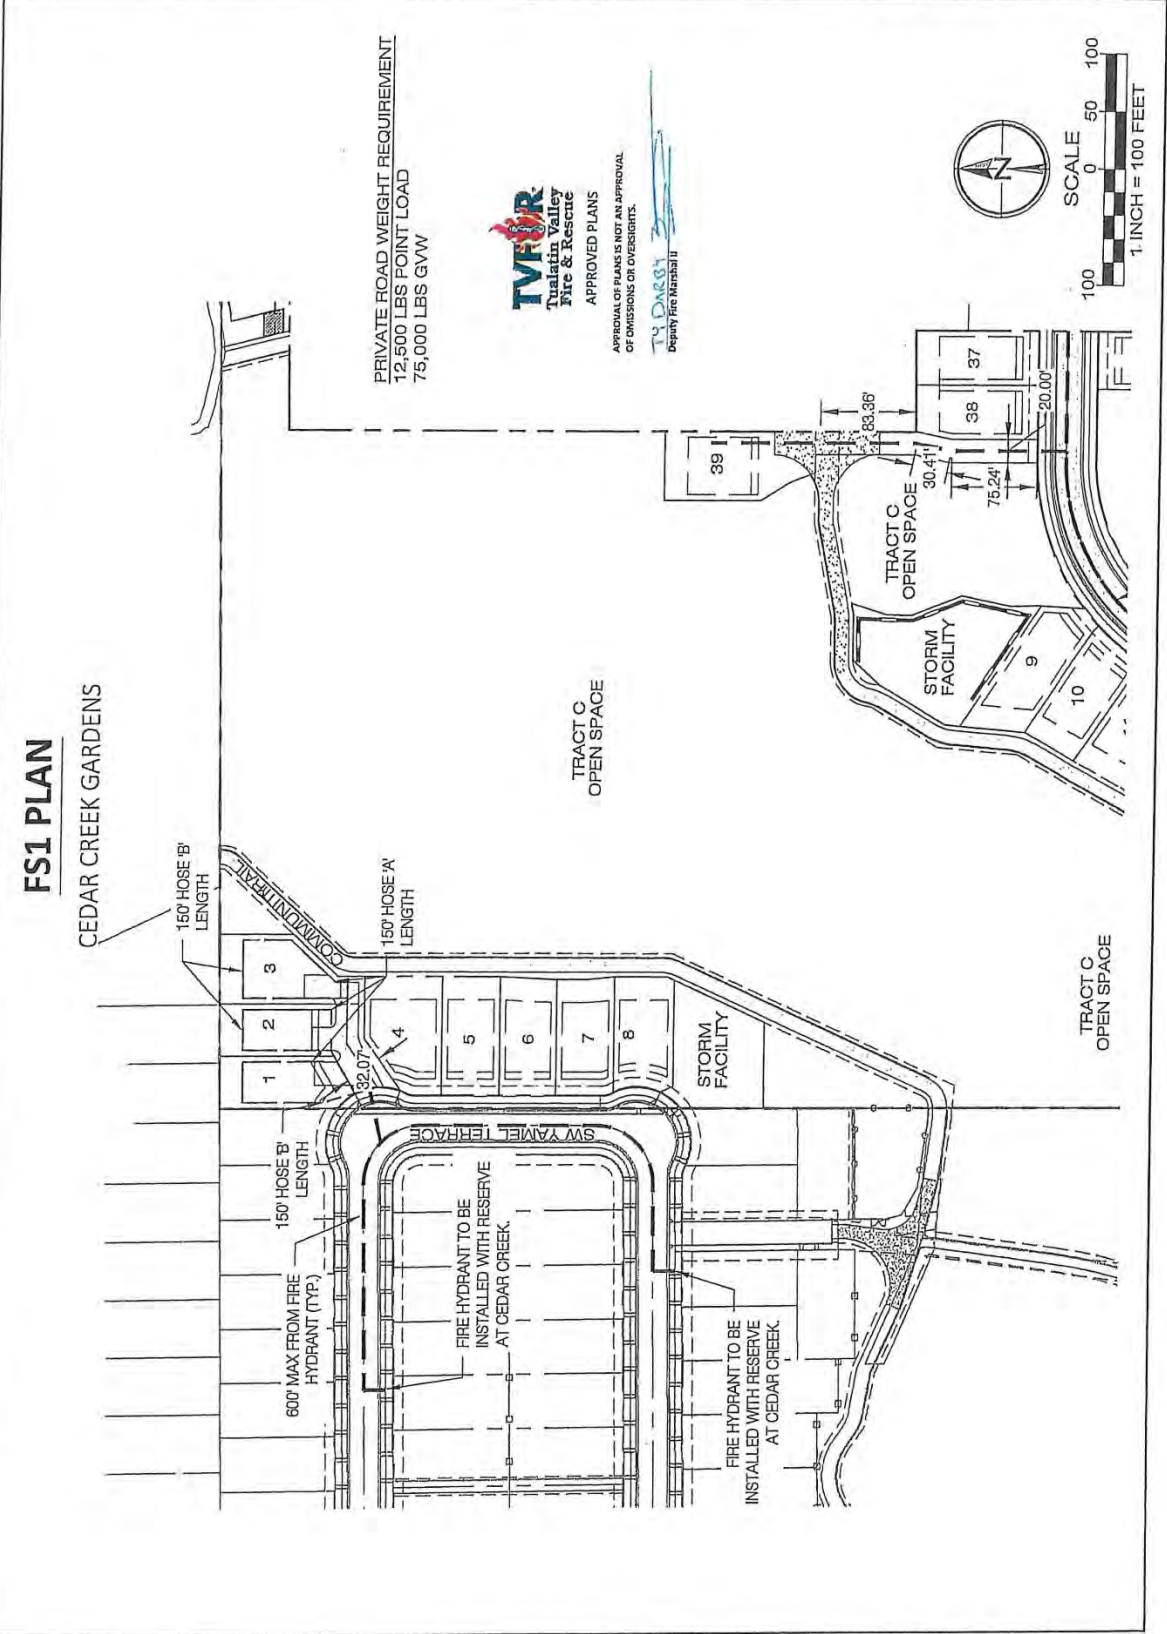 FS1 PLAN
CEDAR CREEK GARDENS
PRIVATE ROAD WEIGHT REQUIREMENT
12,500 LBS POINT LOAD
75,000 LBS GVW
TVF&R
Tualatin Valley
Fire & Rescue
APPROVED PLANS
APPROVAL OF PLANS IS NOT AN APPROVAL
OF OMISSIONS OR OVERSIGHTS.
TY DARBY
Deputy Fire Marshal II
SCALE
100
0
50
100
1 INCH = 100 FEET
N
150' HOSE 'B'
LENGTH
COMMUNITY TRAIL
150' HOSE 'A'
LENGTH
1
2
3
32.07'
4
5
6
7
8
150' HOSE 'B'
LENGTH
600' MAX FROM FIRE
HYDRANT (TYP.)
SW YAMEL TERRACE
FIRE HYDRANT TO BE
INSTALLED WITH RESERVE
AT CEDAR CREEK.
FIRE HYDRANT TO BE
INSTALLED WITH RESERVE
AT CEDAR CREEK.
STORM
FACILITY
TRACT C
OPEN SPACE
TRACT C
OPEN SPACE
39
83.36'
38
37
20.00'
30.41'
75.24'
TRACT C
OPEN SPACE
STORM
FACILITY
9
10